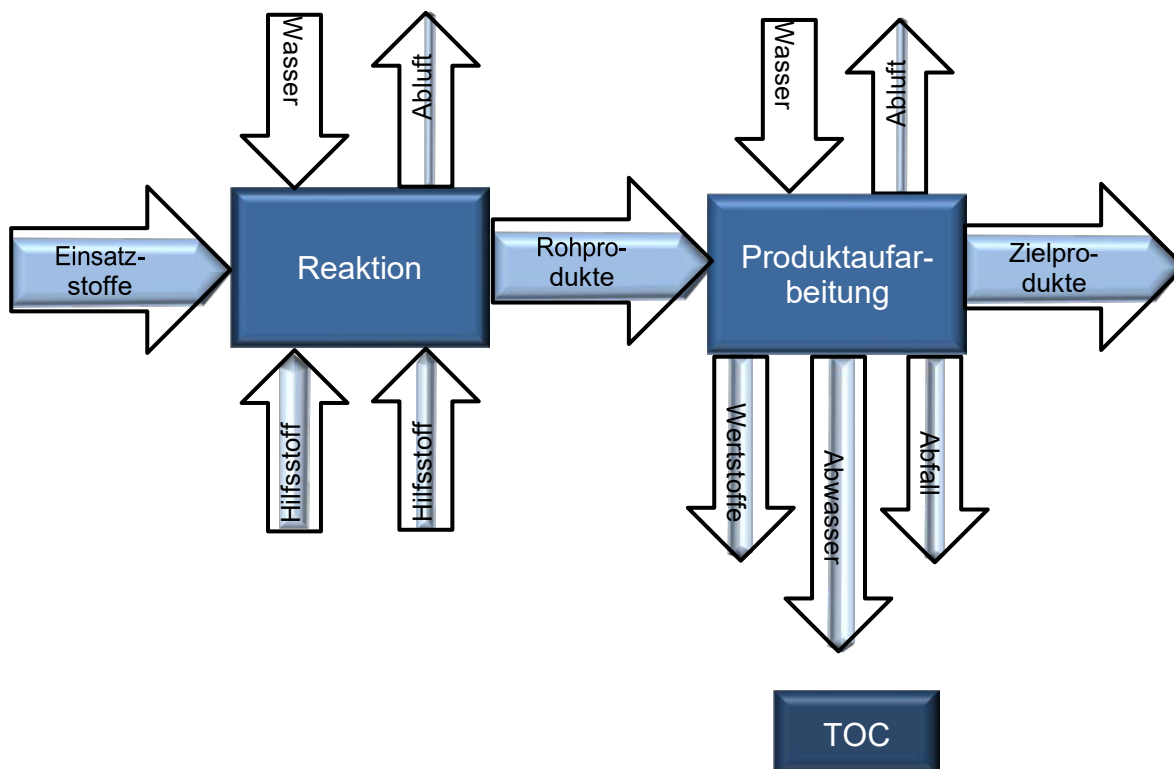 Wasser
Abluft
Wasser
Abluft
Einsatz-
stoffe
Reaktion
Rohpro-
dukte
Produktaufar-
beitung
Zielpro-
dukte
Hilfsstoff
Hilfsstoff
Wertstoffe
Abwasser
Abfall
TOC